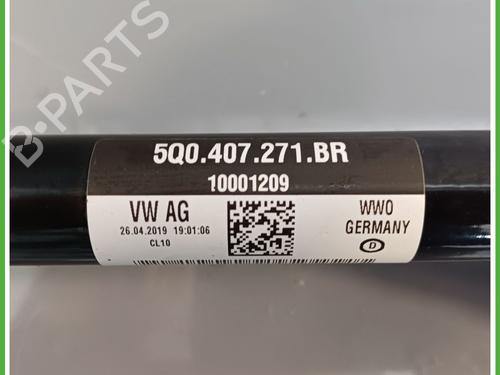 B-PARTS
5Q0.407.271.BR
10001209
VW AG
26.04.2019 19:01:06
CL10
WWO
GERMANY
D